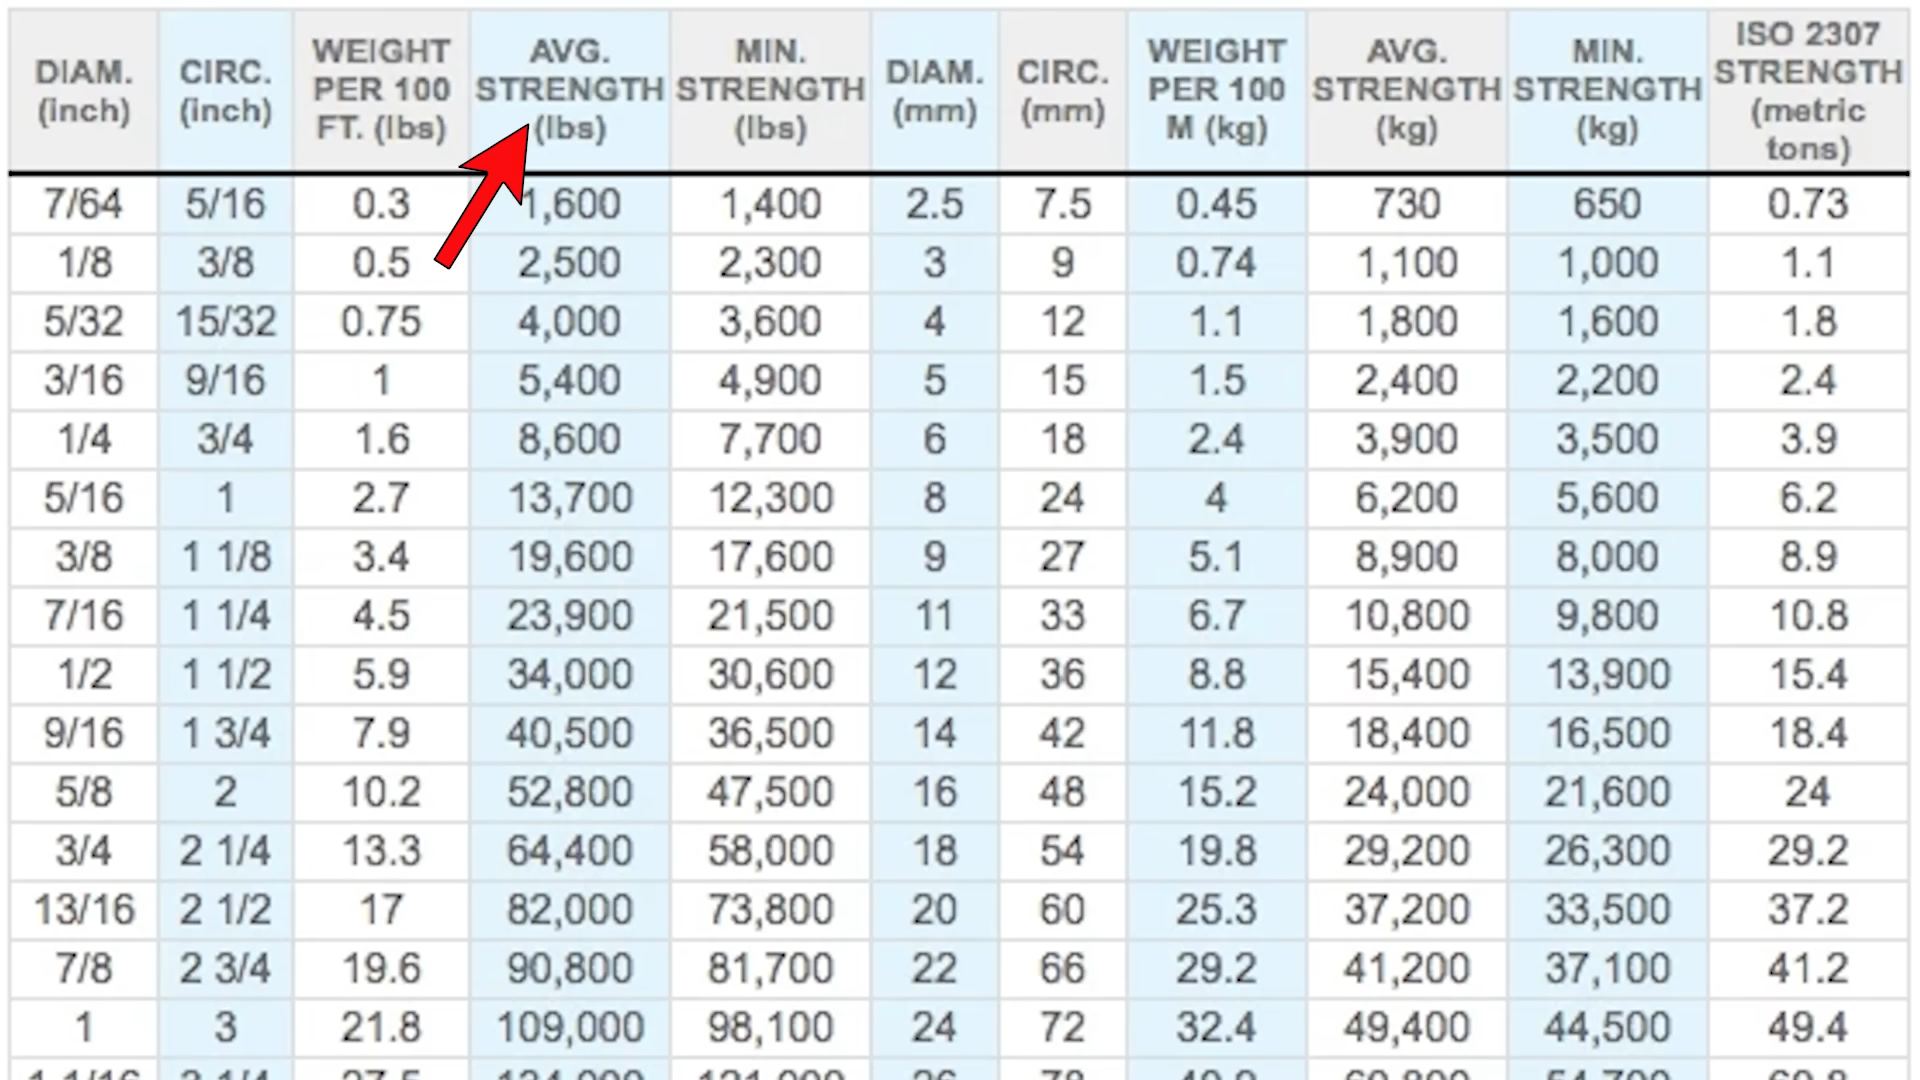 DIAM. (inch) CIRC. (inch) WEIGHT PER 100 FT. (lbs) AVG. STRENGTH (lbs) MIN. STRENGTH (lbs) DIAM. (mm) CIRC. (mm) WEIGHT PER 100 M (kg) AVG. STRENGTH (kg) MIN. STRENGTH (kg) ISO 2307 STRENGTH (metric tons)
7/64 5/16 0.3 1,600 1,400 2.5 7.5 0.45 730 650 0.73
1/8 3/8 0.5 2,500 2,300 3 9 0.74 1,100 1,000 1.1
5/32 15/32 0.75 4,000 3,600 4 12 1.1 1,800 1,600 1.8
3/16 9/16 1 5,400 4,900 5 15 1.5 2,400 2,200 2.4
1/4 3/4 1.6 8,600 7,700 6 18 2.4 3,900 3,500 3.9
5/16 1 2.7 13,700 12,300 8 24 4 6,200 5,600 6.2
3/8 1 1/8 3.4 19,600 17,600 9 27 5.1 8,900 8,000 8.9
7/16 1 1/4 4.5 23,900 21,500 11 33 6.7 10,800 9,800 10.8
1/2 1 1/2 5.9 34,000 30,600 12 36 8.8 15,400 13,900 15.4
9/16 1 3/4 7.9 40,500 36,500 14 42 11.8 18,400 16,500 18.4
5/8 2 10.2 52,800 47,500 16 48 15.2 24,000 21,600 24
3/4 2 1/4 13.3 64,400 58,000 18 54 19.8 29,200 26,300 29.2
13/16 2 1/2 17 82,000 73,800 20 60 25.3 37,200 33,500 37.2
7/8 2 3/4 19.6 90,800 81,700 22 66 29.2 41,200 37,100 41.2
1 3 21.8 109,000 98,100 24 72 32.4 49,400 44,500 49.4